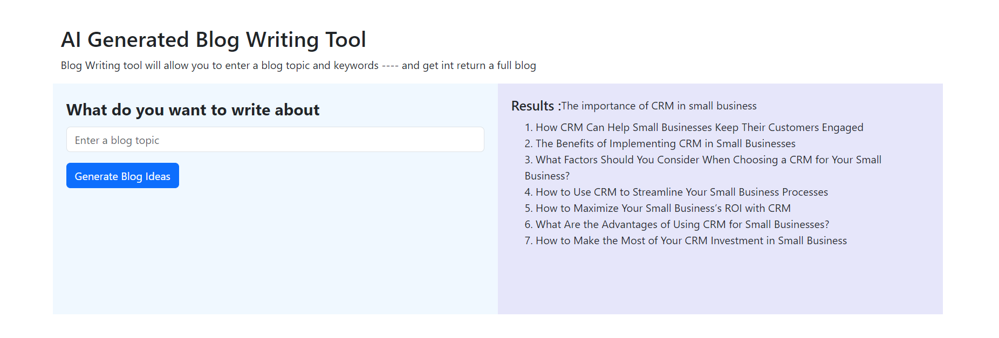 AI Generated Blog Writing Tool
Blog Writing tool will allow you to enter a blog topic and keywords ---- and get int return a full blog
What do you want to write about
Enter a blog topic
Generate Blog Ideas
Results :The importance of CRM in small business
1. How CRM Can Help Small Businesses Keep Their Customers Engaged
2. The Benefits of Implementing CRM in Small Businesses
3. What Factors Should You Consider When Choosing a CRM for Your Small
Business?
4. How to Use CRM to Streamline Your Small Business Processes
5. How to Maximize Your Small Business’s ROI with CRM
6. What Are the Advantages of Using CRM for Small Businesses?
7. How to Make the Most of Your CRM Investment in Small Business